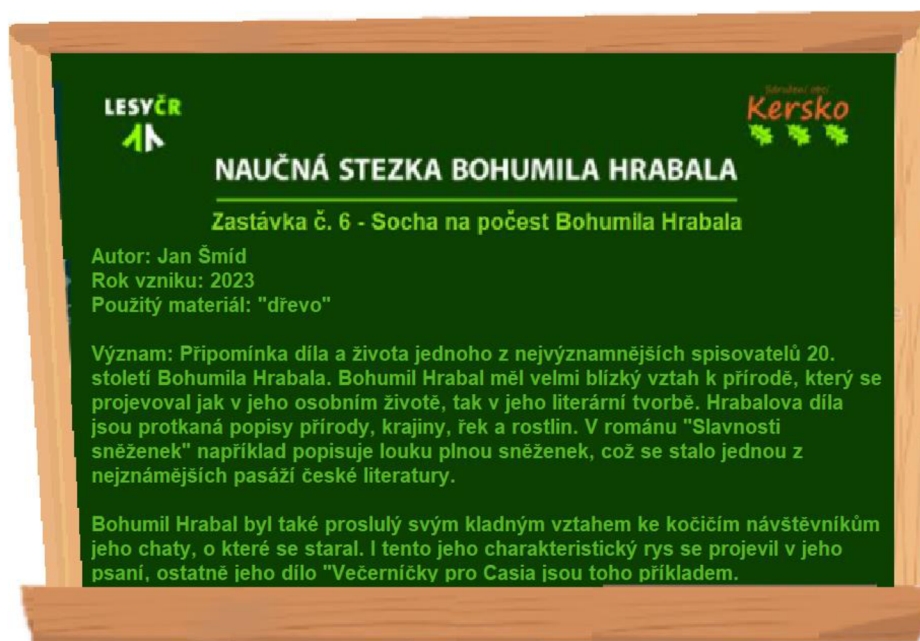 LESYČR
Sdružení obcí
Kersko
NAUČNÁ STEZKA BOHUMILA HRABALA
Zastávka č. 6 - Socha na počest Bohumila Hrabala
Autor: Jan Šmíd
Rok vzniku: 2023
Použitý materiál: "dřevo"
Význam: Připomínka díla a života jednoho z nejvýznamnějších spisovatelů 20.
století Bohumila Hrabala. Bohumil Hrabal měl velmi blízký vztah k přírodě, který se
projevoval jak v jeho osobním životě, tak v jeho literární tvorbě. Hrabalova díla
jsou protkaná popisy přírody, krajiny, řek a rostlin. V románu "Slavnosti
sněženek" například popisuje louku plnou sněženek, což se stalo jednou z
nejznámějších pasáží české literatury.
Bohumil Hrabal byl také proslulý svým kladným vztahem ke kočičím návštěvníkům
jeho chaty, o které se staral. I tento jeho charakteristický rys se projevil v jeho
psaní, ostatně jeho dílo "Večerníčky pro Casia jsou toho příkladem.